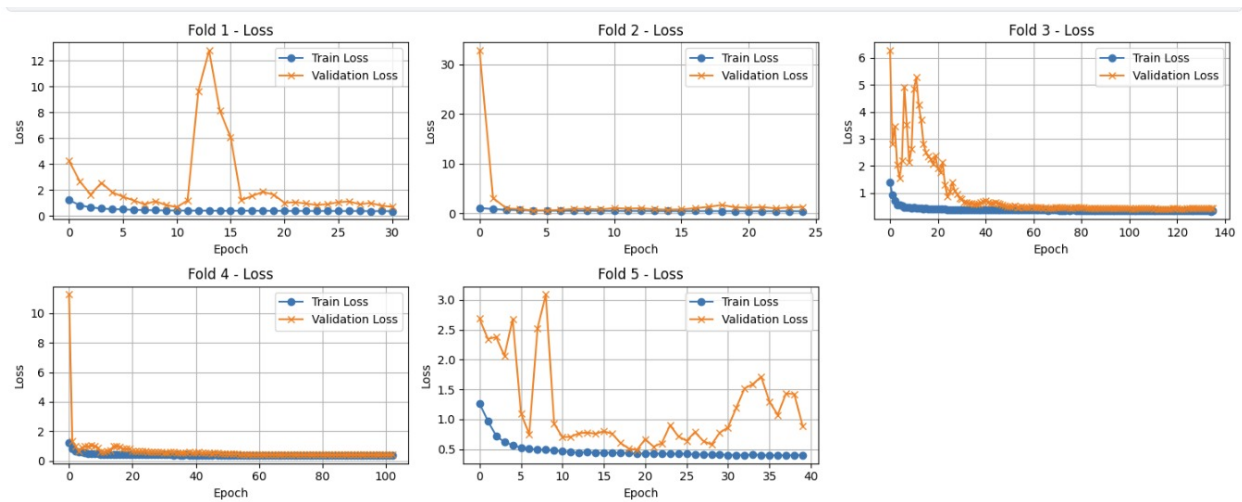 Fold 1 - Loss
12
10
8
6
4
2
0
Loss
0
5
10
15
20
25
30
Epoch
Train Loss
Validation Loss
Fold 2 - Loss
30
20
10
0
Loss
0
5
10
15
20
25
Epoch
Train Loss
Validation Loss
Fold 3 - Loss
6
5
4
3
2
1
Loss
0
20
40
60
80
100
120
140
Epoch
Train Loss
Validation Loss
Fold 4 - Loss
10
8
6
4
2
0
Loss
0
20
40
60
80
100
Epoch
Train Loss
Validation Loss
Fold 5 - Loss
3.0
2.5
2.0
1.5
1.0
0.5
Loss
0
5
10
15
20
25
30
35
40
Epoch
Train Loss
Validation Loss